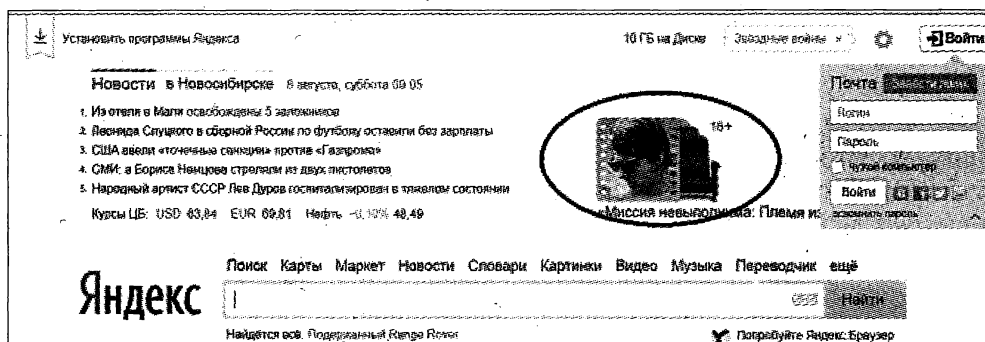 Установить программы Яндекса
10 ГБ на Диске
Звёздные войны ×
Войти
Новости в Новосибирске 8 августа, суббота 09 05
1. Из отеля в Мали освобождены 5 заложников
2. Леонида Слуцкого в сборной России по футболу оставили без зарплаты
3. США ввели «точечные санкции» против «Газпрома»
4. СМИ: в Бориса Немцова стреляли из двух пистолетов
5. Народный артист СССР Лев Дуров госпитализирован в тяжелом состоянии
Курсы ЦБ: USD 63,84 EUR 69,81 Нефть -0,10% 48,49
16+
«Миссия невыполнима: Племя из
Почта
Логин
Пароль
чужой компьютер
Войти
вспомнить пароль
Поиск Карты Маркет Новости Словари Картинки Видео Музыка Переводчик ещё
Яндекс
Найти
Найдётся всё. Подержанный Range Rover
Попробуйте Яндекс.Браузер